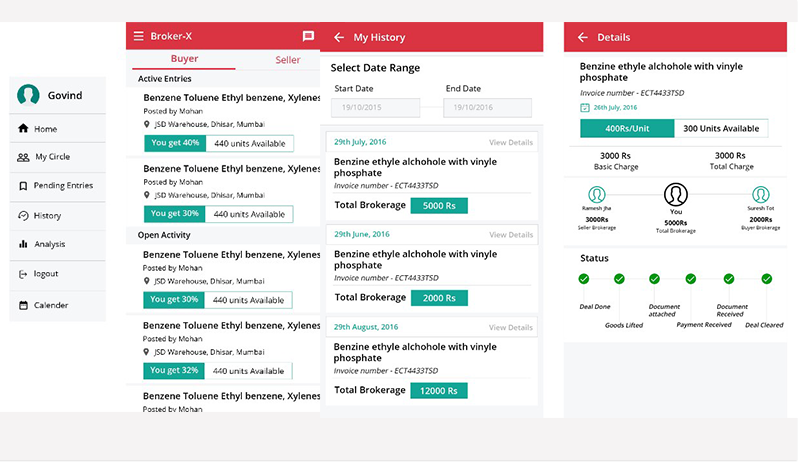 Govind
Home
My Circle
Pending Entries
History
Analysis
logout
Calender
Broker-X
Buyer
Seller
Active Entries
Benzene Toluene Ethyl benzene, Xylenes
Posted by Mohan
JSD Warehouse, Dhisar, Mumbai
You get 40% 440 units Available
Benzene Toluene Ethyl benzene, Xylenes
Posted by Mohan
JSD Warehouse, Dhisar, Mumbai
You get 30% 440 units Available
Open Activity
Benzene Toluene Ethyl benzene, Xylenes
Posted by Mohan
JSD Warehouse, Dhisar, Mumbai
You get 30% 440 units Available
Benzene Toluene Ethyl benzene, Xylenes
Posted by Mohan
JSD Warehouse, Dhisar, Mumbai
You get 32% 440 units Available
Benzene Toluene Ethyl benzene, Xylenes
Posted by Mohan
My History
Select Date Range
Start Date End Date
19/10/2015 19/10/2016
29th July, 2016 View Details
Benzine ethyle alchohole with vinyle
phosphate
Invoice number - ECT4433TSD
Total Brokerage 5000 Rs
29th June, 2016 View Details
Benzine ethyle alchohole with vinyle
phosphate
Invoice number - ECT4433TSD
Total Brokerage 2000 Rs
29th August, 2016 View Details
Benzine ethyle alchohole with vinyle
phosphate
Invoice number - ECT4433TSD
Total Brokerage 12000 Rs
Details
Benzine ethyle alchohole with vinyle
phosphate
Invoice number - ECT4433TSD
26th July, 2016
400Rs/Unit 300 Units Available
3000 Rs 3000 Rs
Basic Charge Total Charge
Ramesh Jha You Suresh Tot
3000Rs 5000Rs 2000Rs
Seller Brokerage Total Brokerage Buyer Brokerage
Status
Deal Done Document attached Document Received
Goods Lifted Payment Received Deal Cleared